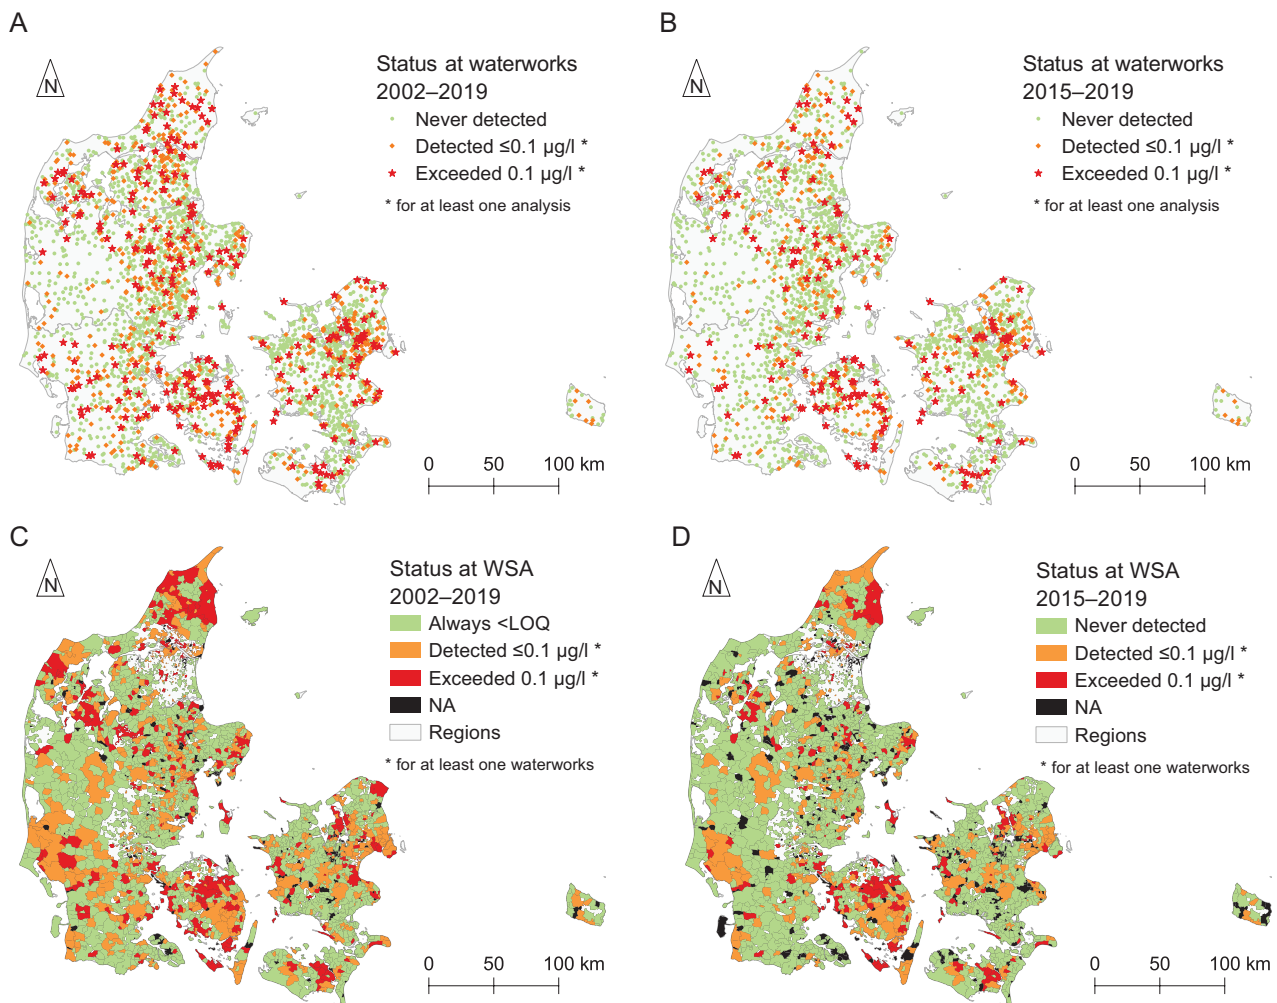 A
N
Status at waterworks
2002–2019
Never detected
Detected ≤0.1 µg/l *
Exceeded 0.1 µg/l *
* for at least one analysis
0 50 100 km
B
N
Status at waterworks
2015–2019
Never detected
Detected ≤0.1 µg/l *
Exceeded 0.1 µg/l *
* for at least one analysis
0 50 100 km
C
N
Status at WSA
2002–2019
Always <LOQ
Detected ≤0.1 µg/l *
Exceeded 0.1 µg/l *
NA
Regions
* for at least one waterworks
0 50 100 km
D
N
Status at WSA
2015–2019
Never detected
Detected ≤0.1 µg/l *
Exceeded 0.1 µg/l *
NA
Regions
* for at least one waterworks
0 50 100 km